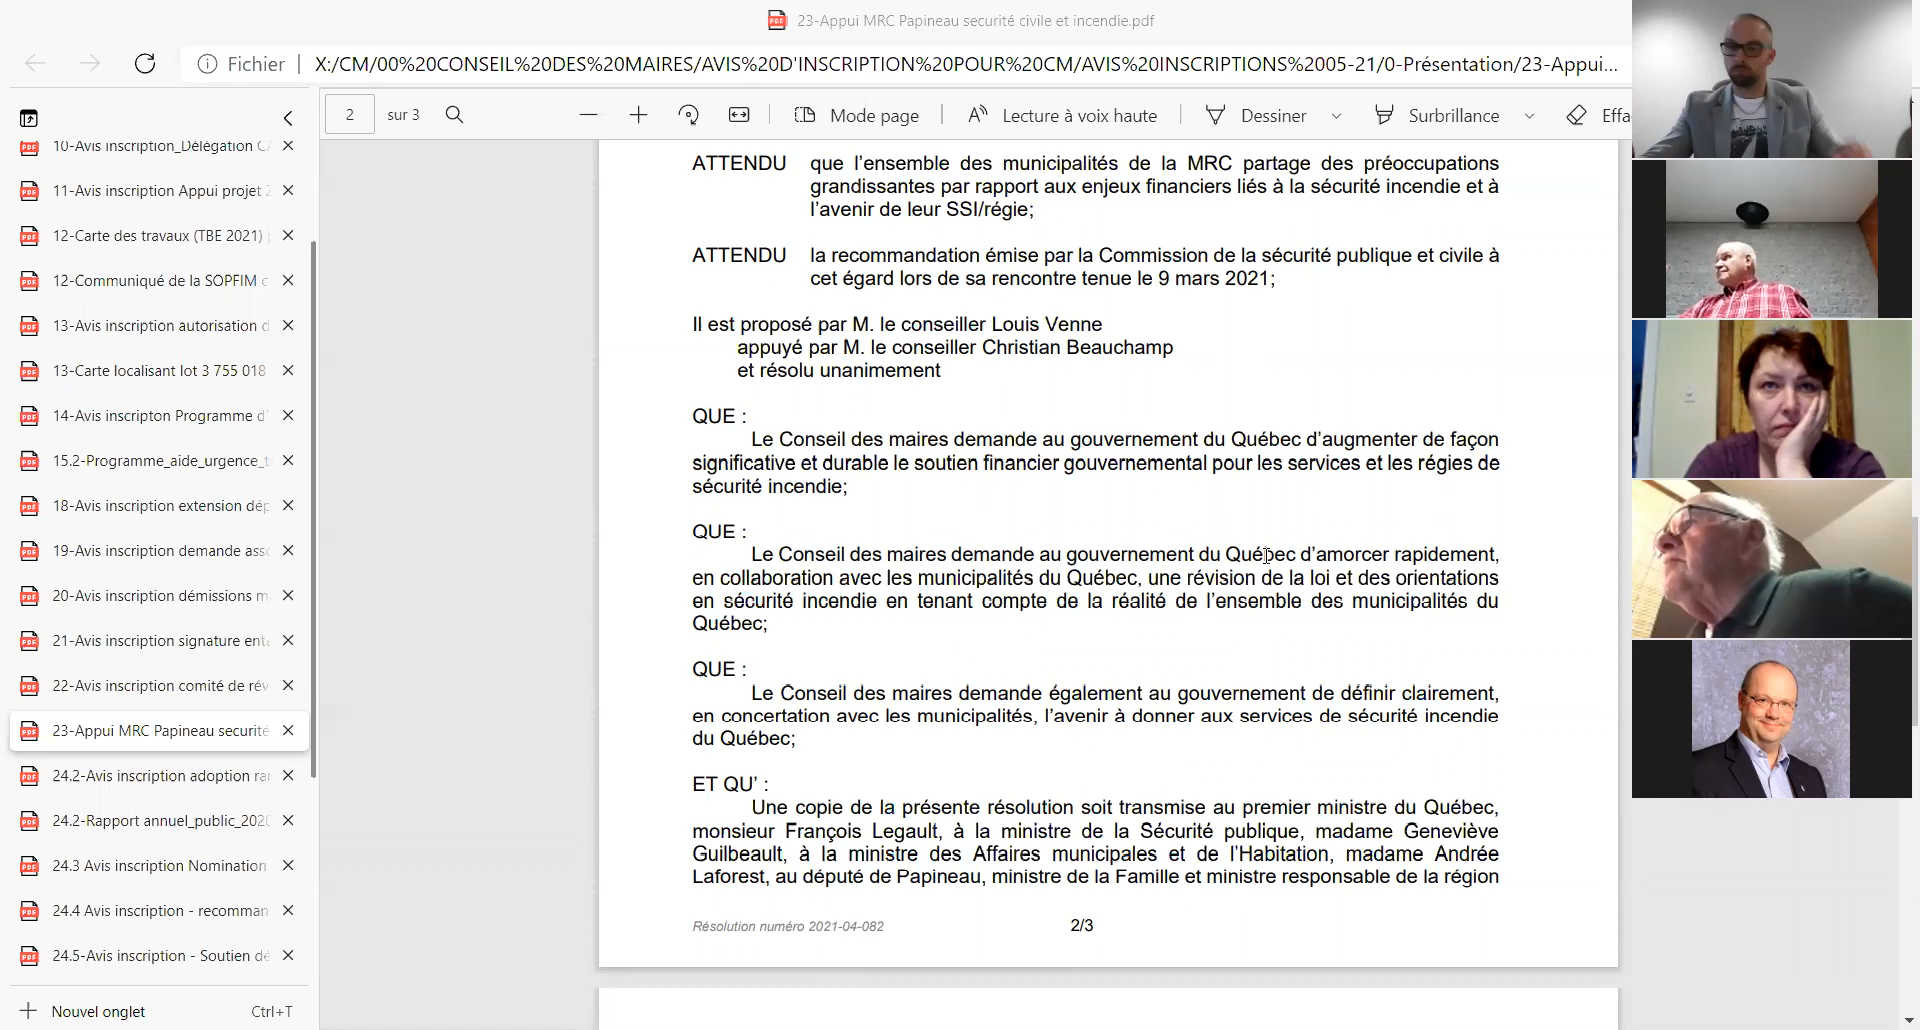 23-Appui MRC Papineau securité civile et incendie.pdf
Fichier
X:/CM/00%20CONSEIL%20DES%20MAIRES/AVIS%20D'INSCRIPTION%20POUR%20CM/AVIS%20INSCRIPTIONS%2005-21/0-Présentation/23-Appui...
2 sur 3
Mode page
Lecture à voix haute
Dessiner
Surbrillance
Effa
10-Avis inscription_Délégation CA
11-Avis inscription Appui projet
12-Carte des travaux (TBE 2021)
12-Communiqué de la SOPFIM c
13-Avis inscription autorisation d
13-Carte localisant lot 3 755 018
14-Avis inscripton Programme d'
15.2-Programme_aide_urgence_t
18-Avis inscription extension dép
19-Avis inscription demande asso
20-Avis inscription démissions m
21-Avis inscription signature ente
22-Avis inscription comité de rév
23-Appui MRC Papineau securité
24.2-Avis inscription adoption ra
24.2-Rapport annuel_public_2020
24.3 Avis inscription Nomination
24.4 Avis inscription - recomman
24.5-Avis inscription - Soutien dé
Nouvel onglet Ctrl+T
ATTENDU que l'ensemble des municipalités de la MRC partage des préoccupations
grandissantes par rapport aux enjeux financiers liés à la sécurité incendie et à
l'avenir de leur SSI/régie;
ATTENDU la recommandation émise par la Commission de la sécurité publique et civile à
cet égard lors de sa rencontre tenue le 9 mars 2021;
Il est proposé par M. le conseiller Louis Venne
appuyé par M. le conseiller Christian Beauchamp
et résolu unanimement
QUE :
Le Conseil des maires demande au gouvernement du Québec d'augmenter de façon
significative et durable le soutien financier gouvernemental pour les services et les régies de
sécurité incendie;
QUE :
Le Conseil des maires demande au gouvernement du Québec d'amorcer rapidement,
en collaboration avec les municipalités du Québec, une révision de la loi et des orientations
en sécurité incendie en tenant compte de la réalité de l'ensemble des municipalités du
Québec;
QUE :
Le Conseil des maires demande également au gouvernement de définir clairement,
en concertation avec les municipalités, l'avenir à donner aux services de sécurité incendie
du Québec;
ET QU' :
Une copie de la présente résolution soit transmise au premier ministre du Québec,
monsieur François Legault, à la ministre de la Sécurité publique, madame Geneviève
Guilbeault, à la ministre des Affaires municipales et de l'Habitation, madame Andrée
Laforest, au député de Papineau, ministre de la Famille et ministre responsable de la région
Résolution numéro 2021-04-082 2/3